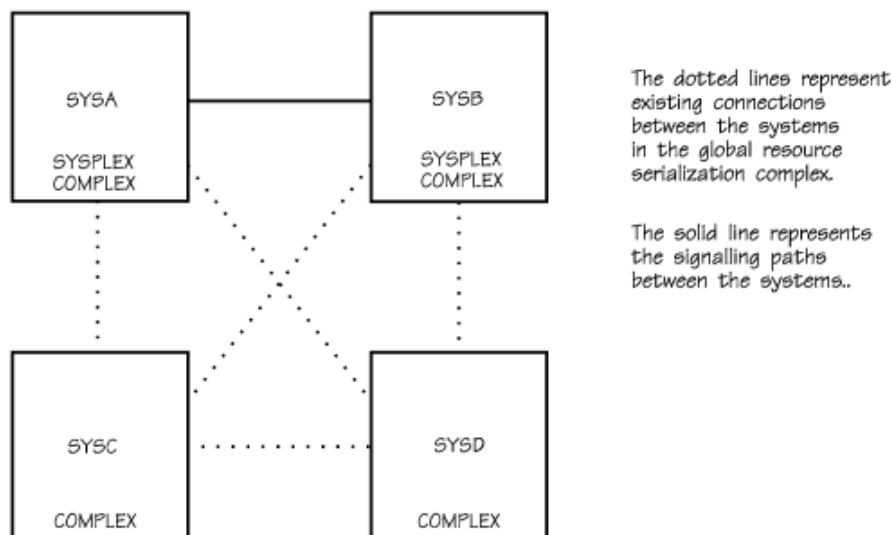 SYSA
SYSPLEX
COMPLEX
SYSB
SYSPLEX
COMPLEX
The dotted lines represent
existing connections
between the systems
in the global resource
serialization complex.
The solid line represents
the signalling paths
between the systems..
SYSC
COMPLEX
SYSD
COMPLEX